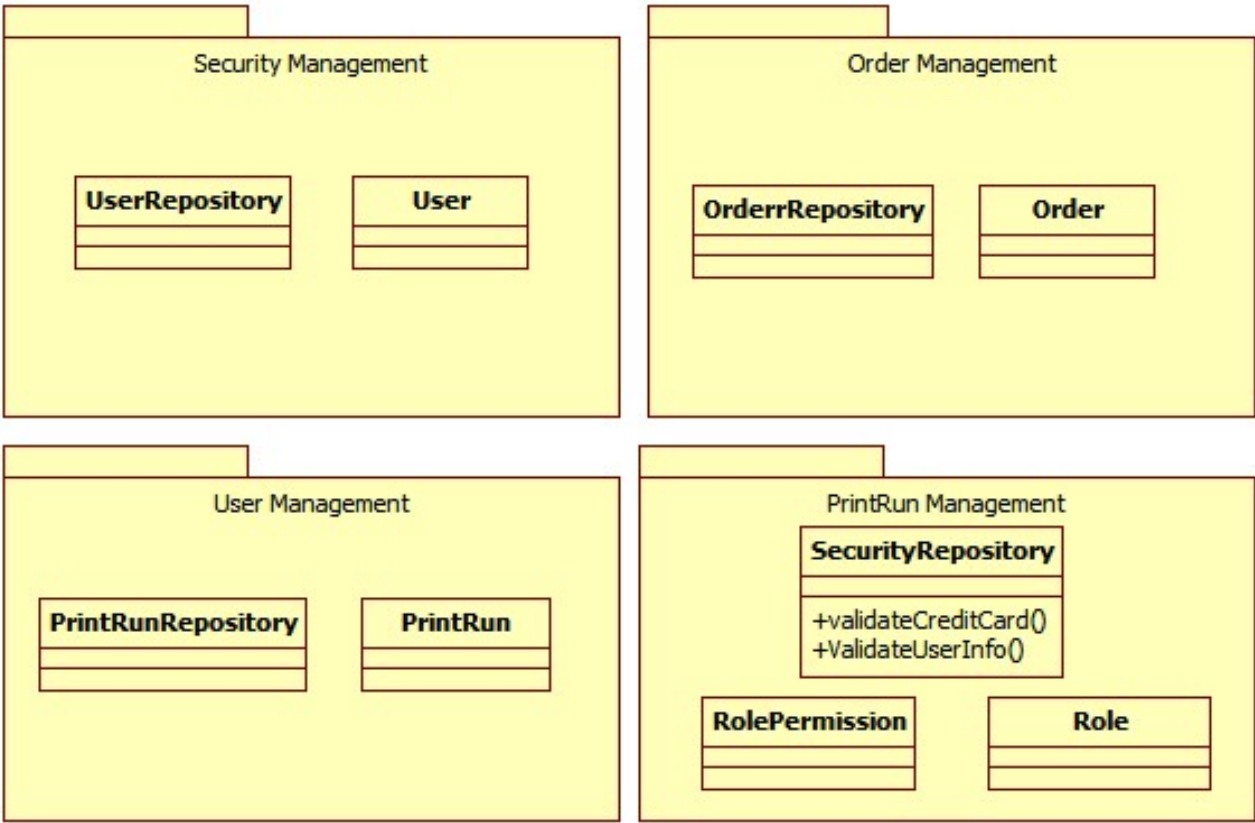 Security Management
UserRepository
User
Order Management
OrderrRepository
Order
User Management
PrintRunRepository
PrintRun
PrintRun Management
SecurityRepository
+validateCreditCard()
+ValidateUserInfo()
RolePermission
Role